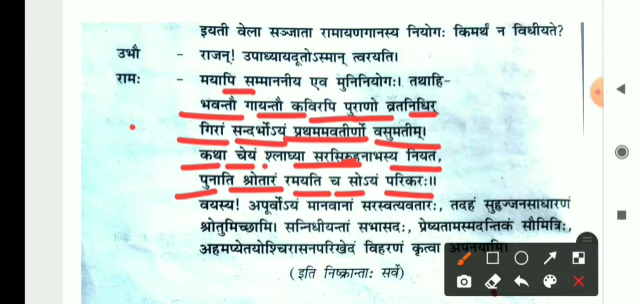 इयती वेला सञ्जाता रामायणगानस्य नियोगः किमर्थं न विधीयते?
उभौ - राजन्! उपाध्यायदूतोऽस्मान् त्वरयति।
रामः - मयापि सम्माननीय एव मुनिनियोगः। तथाहि-
भवन्तौ गायन्तौ कविरपि पुराणो व्रतनिधिर्
गिरां सन्दर्भोऽयं प्रथममवतीर्णो वसुमतीम्।
कथा चेयं श्लाघ्या सरसिरुहनाभस्य नियतं,
पुनाति श्रोतारं रमयति च सोऽयं परिकरः॥
वयस्य! अपूर्वोऽयं मानवानां सरस्वत्यवतारः, तदहं सुहृज्जनसाधारणं
श्रोतुमिच्छामि। सन्निधीयन्तां सभासदः, प्रेष्यतामस्मदन्तिकं सौमित्रिः,
अहमप्येतयोश्चिरासनपरिखेदं विहरणं कृत्वा अपनयामि।
(इति निष्क्रान्ताः सर्वे)